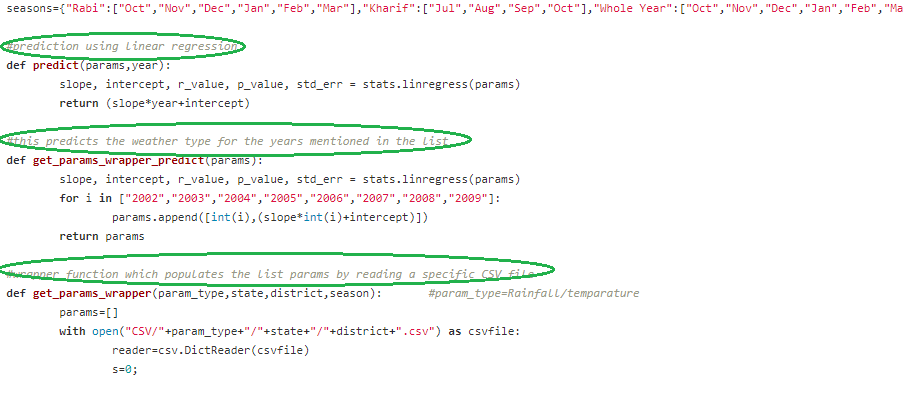 seasons={"Rabi":["Oct","Nov","Dec","Jan","Feb","Mar"],"Kharif":["Jul","Aug","Sep","Oct"],"Whole Year":["Oct","Nov","Dec","Jan","Feb","Ma
#prediction using linear regression
def predict(params,year):
slope, intercept, r_value, p_value, std_err = stats.linregress(params)
return (slope*year+intercept)
#this predicts the weather type for the years mentioned in the list
def get_params_wrapper_predict(params):
slope, intercept, r_value, p_value, std_err = stats.linregress(params)
for i in ["2002","2003","2004","2005","2006","2007","2008","2009"]:
params.append([int(i),(slope*int(i)+intercept)])
return params
#wrapper function which populates the list params by reading a specific CSV file
def get_params_wrapper(param_type,state,district,season): #param_type=Rainfall/temparature
params=[]
with open("CSV/"+param_type+"/"+state+"/"+district+".csv") as csvfile:
reader=csv.DictReader(csvfile)
s=0;